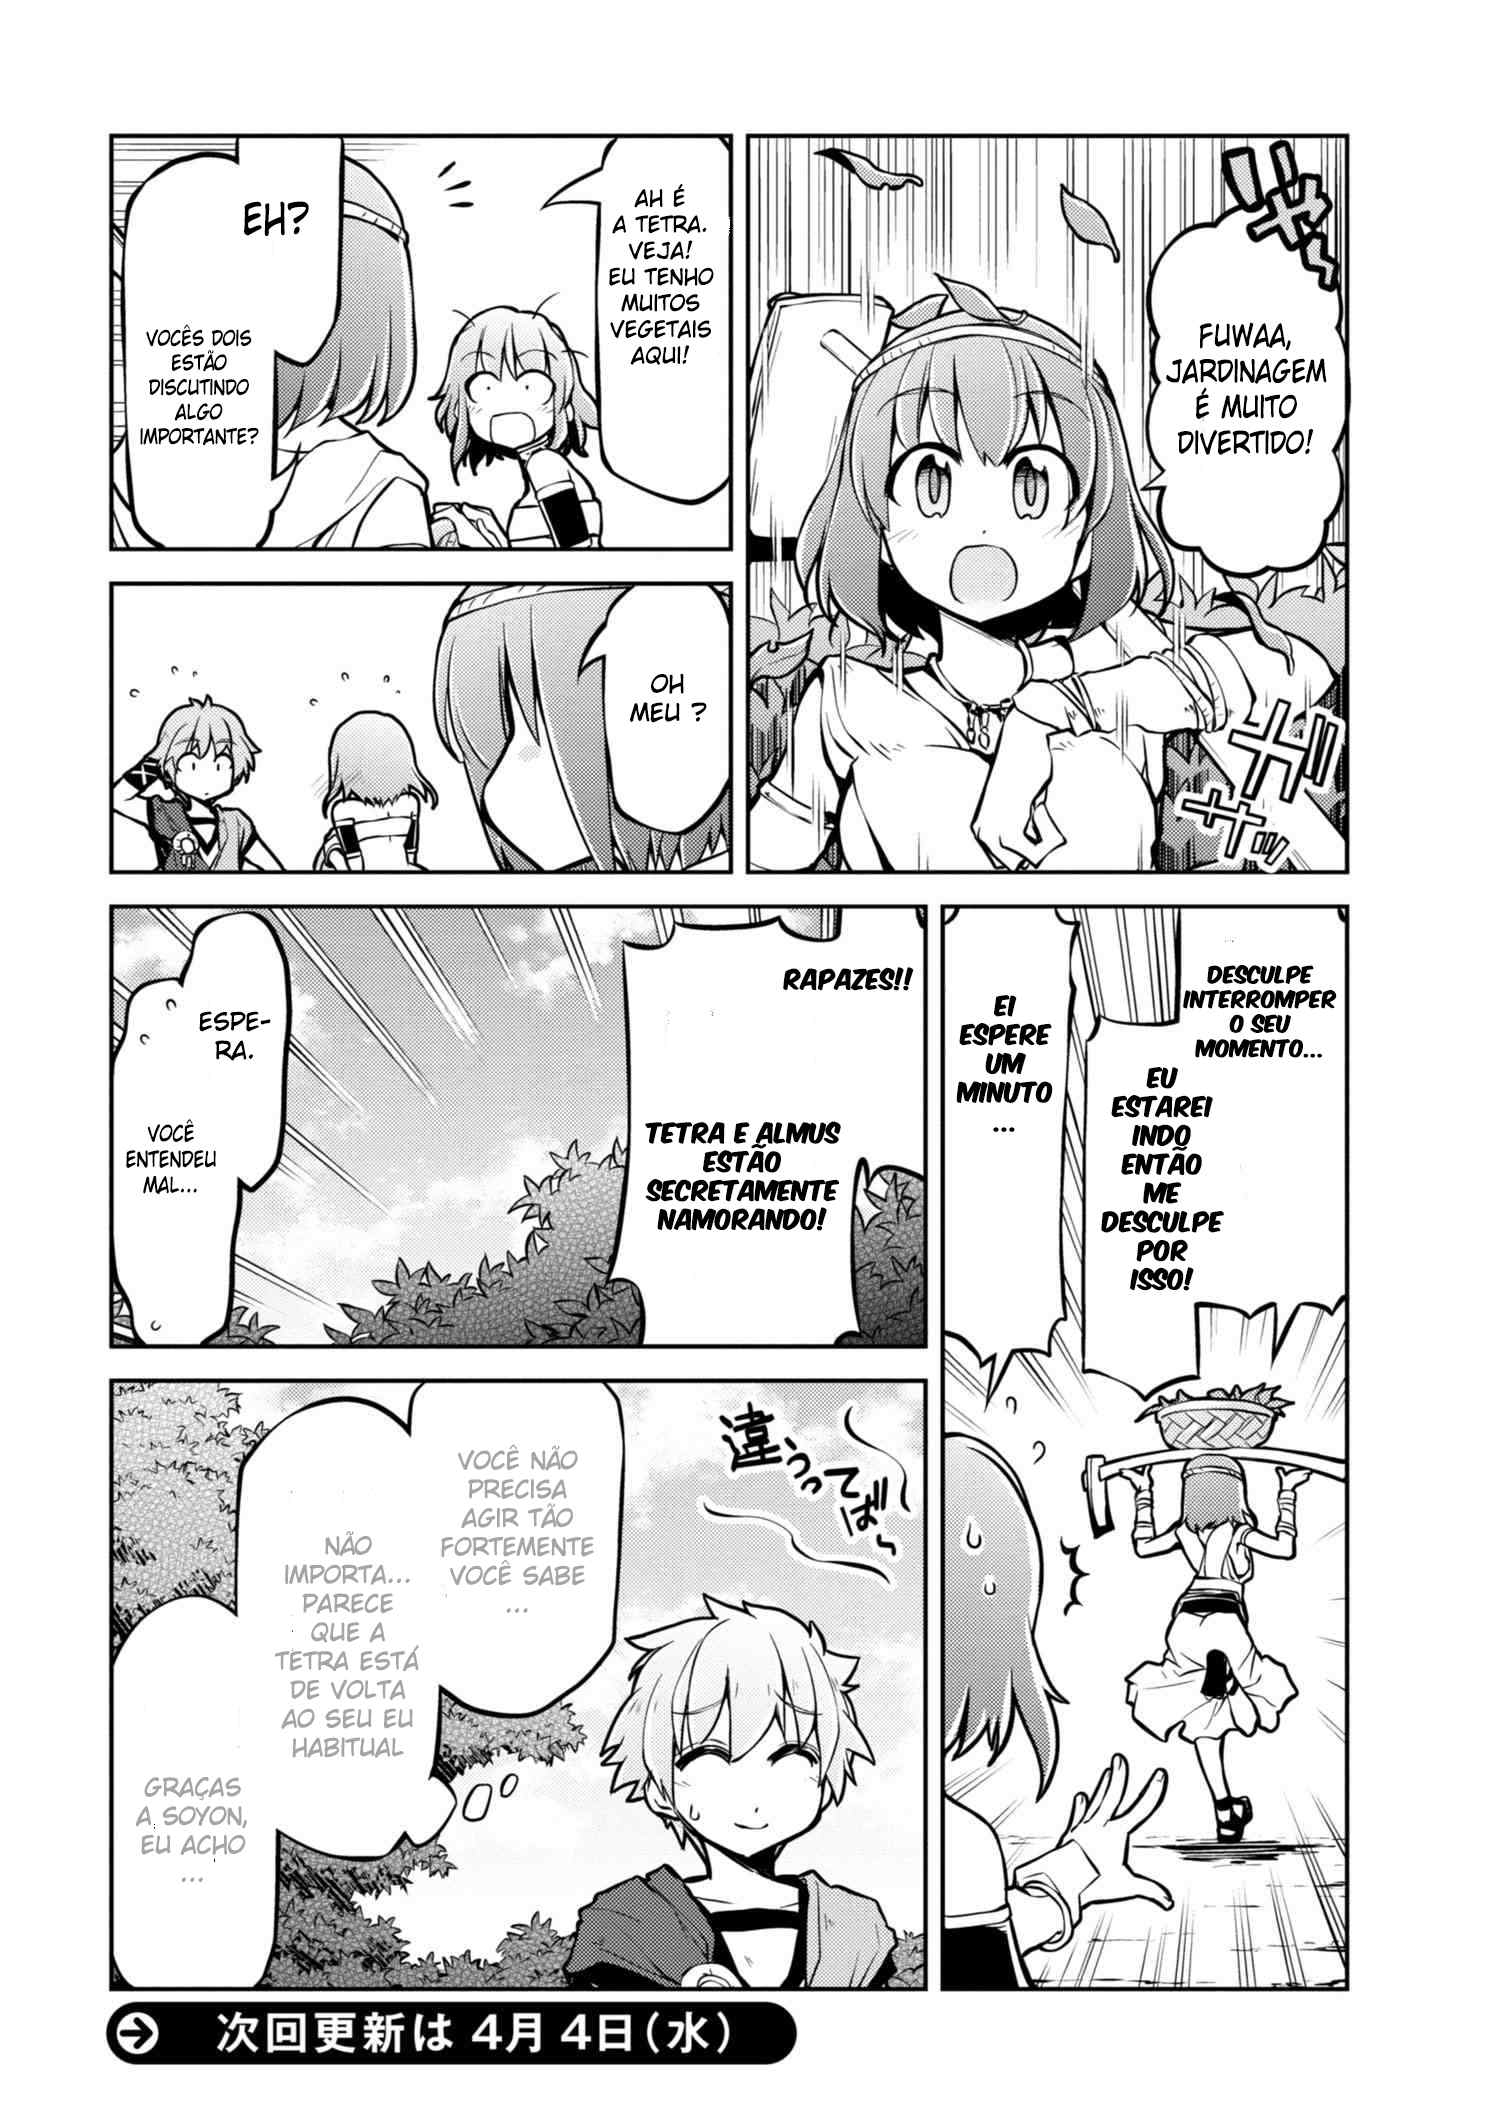 FUWAA,
JARDINAGEM
É MUITO
DIVERTIDO!
ガザ
ザッ
AH É
A TETRA.
VEJA!
EU TENHO
MUITOS
VEGETAIS
AQUI!
EH?
VOCÊS DOIS
ESTÃO
DISCUTINDO
ALGO
IMPORTANTE?
OH
MEU ?
DESCULPE
INTERROMPER
O SEU
MOMENTO...
EU
ESTAREI
INDO
ENTÃO
ME
DESCULPE
POR
ISSO!
EI
ESPERE
UM
MINUTO
...
RAPAZES!!
TETRA E ALMUS
ESTÃO
SECRETAMENTE
NAMORANDO!
ESPE-
RA.
VOCÊ
ENTENDEU
MAL...
違ってば~
VOCÊ NÃO
PRECISA
AGIR TÃO
FORTEMENTE
VOCÊ SABE
...
NÃO
IMPORTA...
PARECE
QUE A
TETRA ESTÁ
DE VOLTA
AO SEU EU
HABITUAL
GRAÇAS
A SOYON,
EU ACHO
...
次回更新は 4月 4日(水)